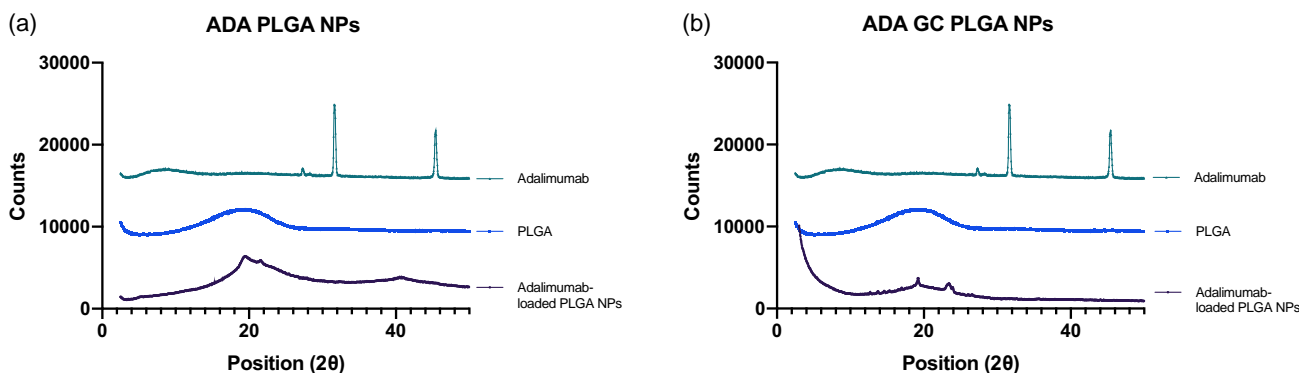 (a)
ADA PLGA NPs
30000
20000
10000
0
Counts
0
20
40
Position (2θ)
Adalimumab
PLGA
Adalimumab-
loaded PLGA NPs
(b)
ADA GC PLGA NPs
30000
20000
10000
0
Counts
0
20
40
Position (2θ)
Adalimumab
PLGA
Adalimumab-
loaded PLGA NPs